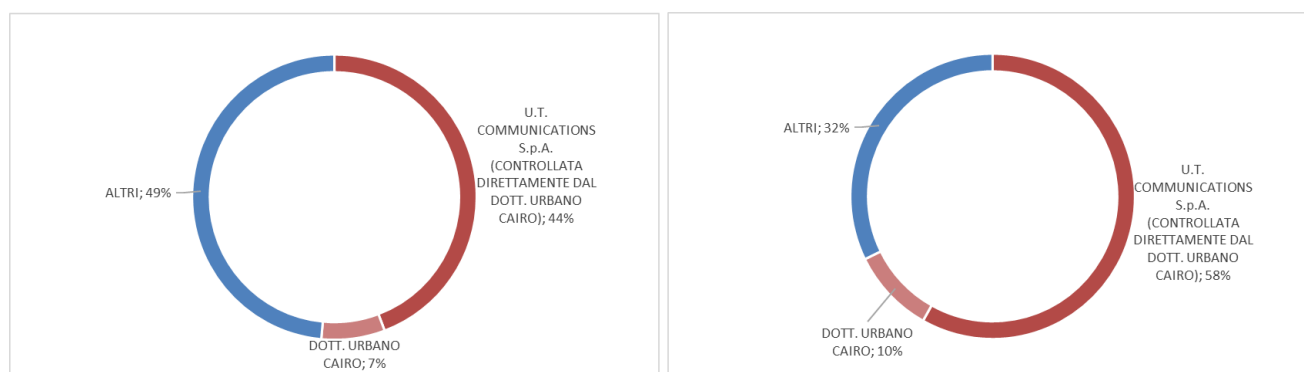 U.T.
COMMUNICATIONS
S.p.A.
(CONTROLLATA
DIRETTAMENTE DAL
DOTT. URBANO
CAIRO); 44%
ALTRI; 49%
DOTT. URBANO
CAIRO; 7%
ALTRI; 32%
U.T.
COMMUNICATIONS
S.p.A.
(CONTROLLATA
DIRETTAMENTE DAL
DOTT. URBANO
CAIRO); 58%
DOTT. URBANO
CAIRO; 10%